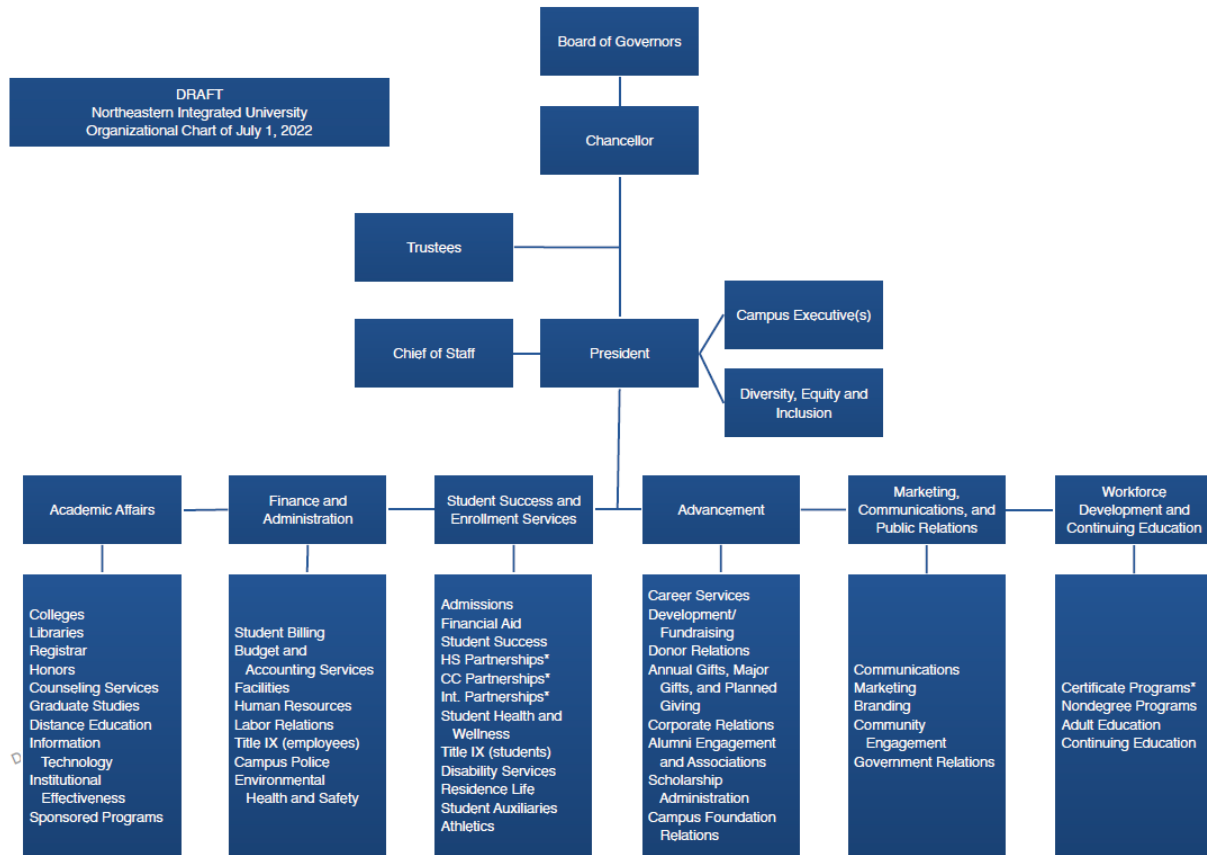 Board of Governors
DRAFT
Northeastern Integrated University
Organizational Chart of July 1, 2022
Chancellor
Trustees
Campus Executive(s)
Chief of Staff
President
Diversity, Equity and
Inclusion
Academic Affairs
Finance and
Administration
Student Success and
Enrollment Services
Advancement
Marketing,
Communications, and
Public Relations
Workforce
Development and
Continuing Education
Colleges
Libraries
Registrar
Honors
Counseling Services
Graduate Studies
Distance Education
Information
Technology
Institutional
Effectiveness
Sponsored Programs
Student Billing
Budget and
Accounting Services
Facilities
Human Resources
Labor Relations
Title IX (employees)
Campus Police
Environmental
Health and Safety
Admissions
Financial Aid
Student Success
HS Partnerships*
CC Partnerships*
Int. Partnerships*
Student Health and
Wellness
Title IX (students)
Disability Services
Residence Life
Student Auxiliaries
Athletics
Career Services
Development/
Fundraising
Donor Relations
Annual Gifts, Major
Gifts, and Planned
Giving
Corporate Relations
Alumni Engagement
and Associations
Scholarship
Administration
Campus Foundation
Relations
Communications
Marketing
Branding
Community
Engagement
Government Relations
Certificate Programs*
Nondegree Programs
Adult Education
Continuing Education